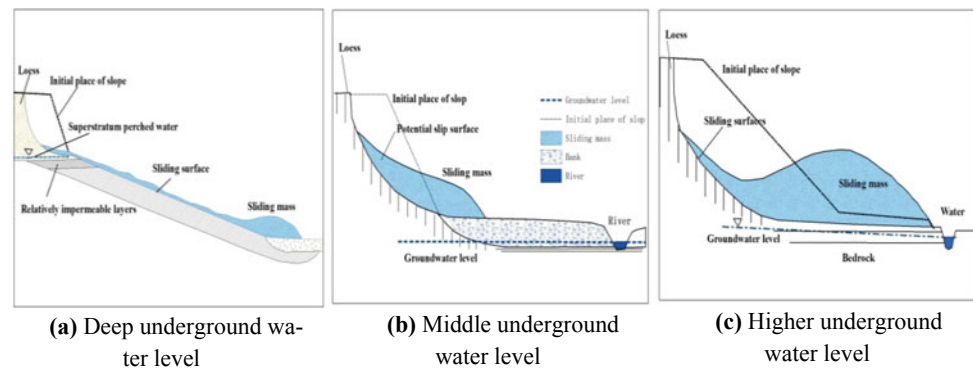 Loess
Initial place of slope
Superstratum perched water
Sliding surface
Sliding mass
Relatively impermeable layers
(a) Deep underground wa-
ter level
Loess
Initial place of slop
Potential slip surface
Sliding mass
Groundwater level
Initial place of slop
Sliding mass
Bank
River
River
Groundwater level
(b) Middle underground
water level
Loess
Initial place of slope
Sliding surfaces
Sliding mass
Water
Groundwater level
Bedrock
(c) Higher underground
water level